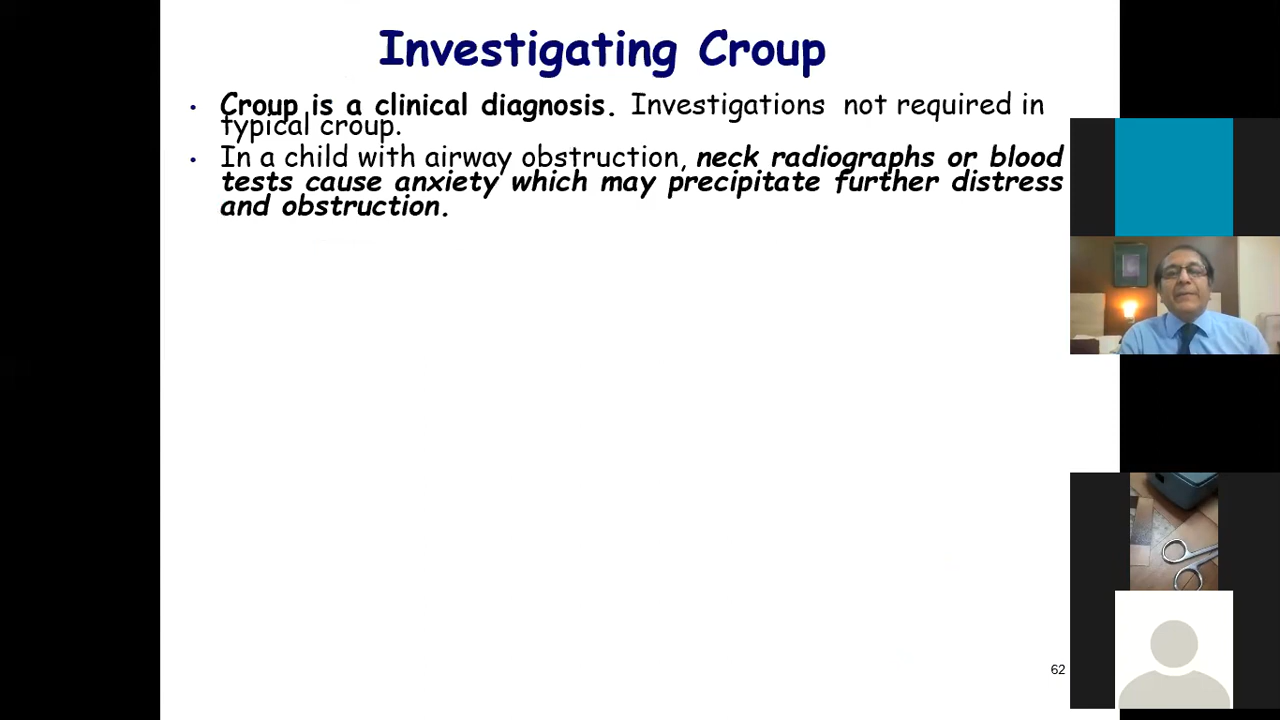 Investigating Croup
• Croup is a clinical diagnosis. Investigations not required in
typical croup.
• In a child with airway obstruction, neck radiographs or blood
tests cause anxiety which may precipitate further distress
and obstruction.
62